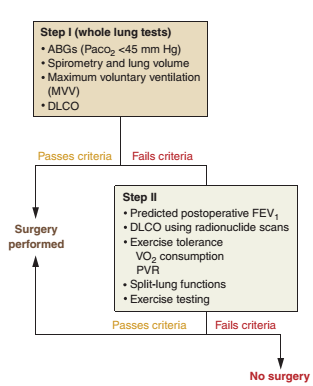 Step I (whole lung tests)
• ABGs (Paco₂ <45 mm Hg)
• Spirometry and lung volume
• Maximum voluntary ventilation
(MVV)
• DLCO
Passes criteria
Fails criteria
Surgery
performed
Step II
• Predicted postoperative FEV₁
• DLCO using radionuclide scans
• Exercise tolerance
VO₂ consumption
PVR
• Split-lung functions
• Exercise testing
Passes criteria
Fails criteria
No surgery